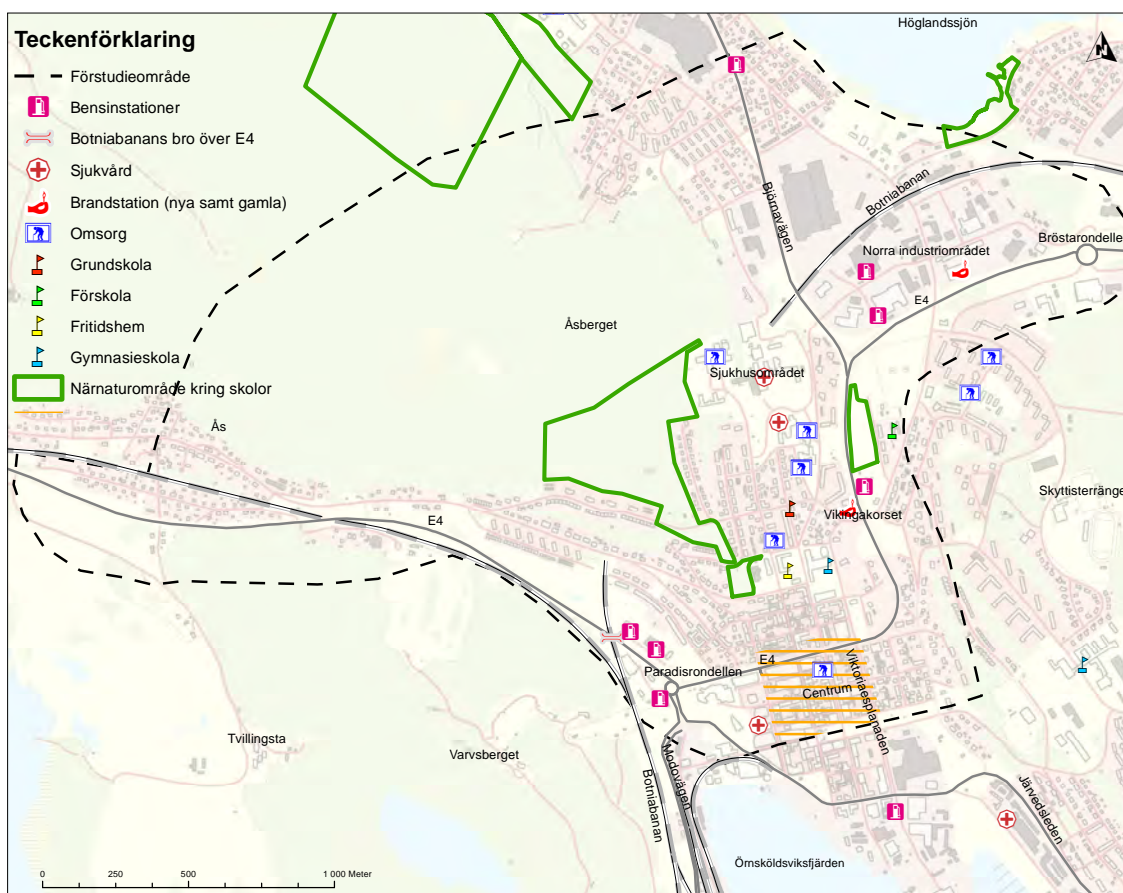 Teckenförklaring
Förstudieområde
Bensinstationer
Botniabanans bro över E4
Sjukvård
Brandstation (nya samt gamla)
Omsorg
Grundskola
Förskola
Fritidshem
Gymnasieskola
Närnaturområde kring skolor
Höglandssjön
N
Björnavägen
Botniabanan
Norra industriområdet
Bröstarondelle
E4
Åsberget
Sjukhusområdet
Ås
E4
Vikingakorset
Skyttisterränge
Paradisrondellen
E4
Centrum
Viktoriaesplanaden
Tvillingsta
Varvsberget
Botniabanan
Modovägen
Järvedsleden
Örnsköldsviksfjärden
0 250 500 1 000 Meter